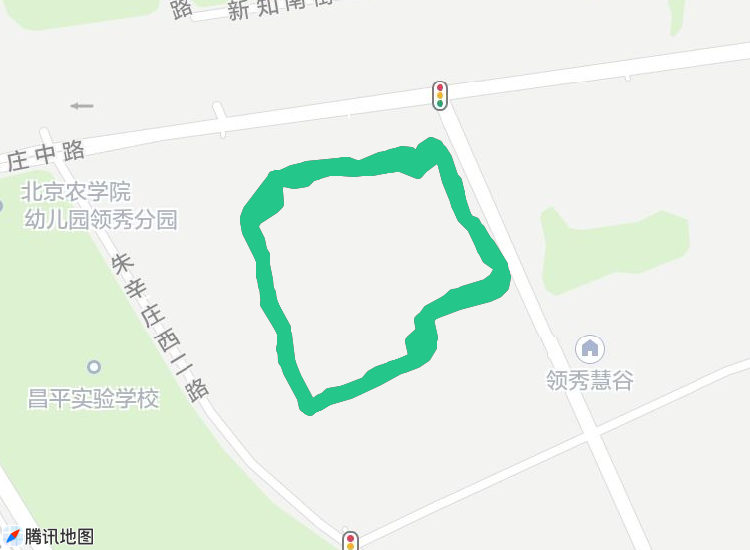 路
新知南街
庄中路
北京农学院
幼儿园领秀分园
朱辛庄西二路
昌平实验学校
领秀慧谷
腾讯地图